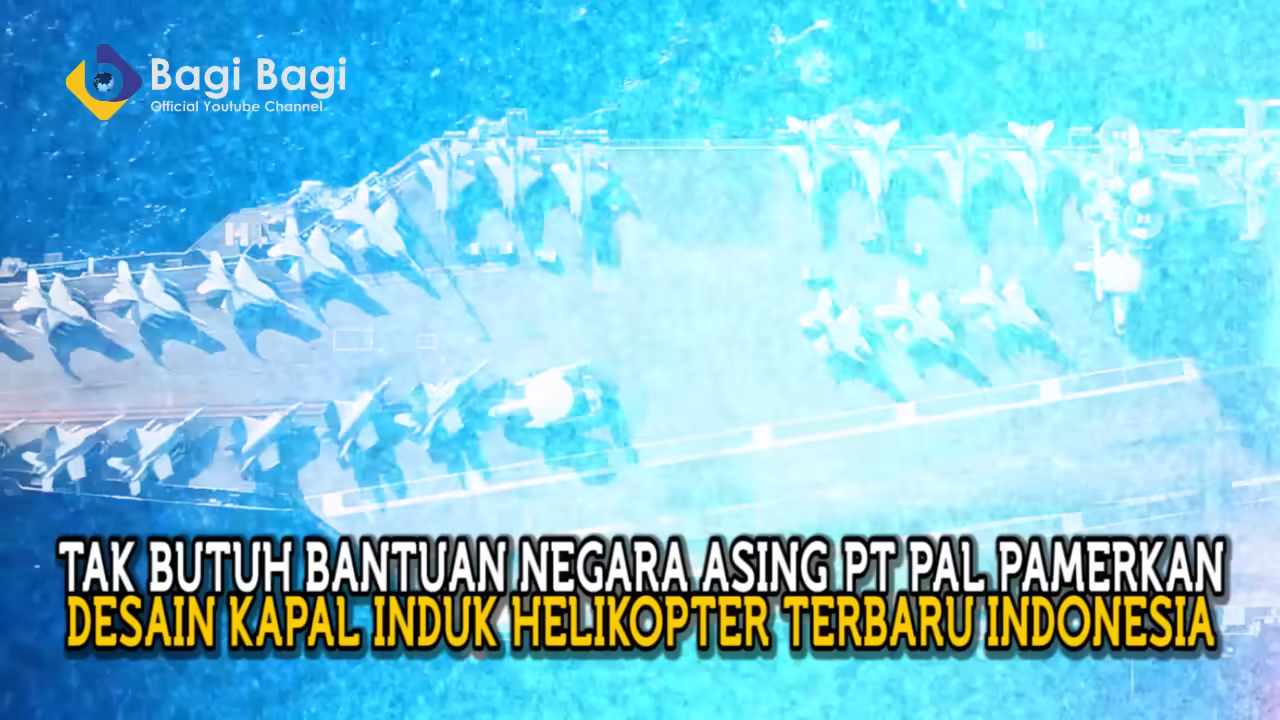 Bagi Bagi
Official Youtube Channel
TAK BUTUH BANTUAN NEGARA ASING PT PAL PAMERKAN
DESAIN KAPAL INDUK HELIKOPTER TERBARU INDONESIA